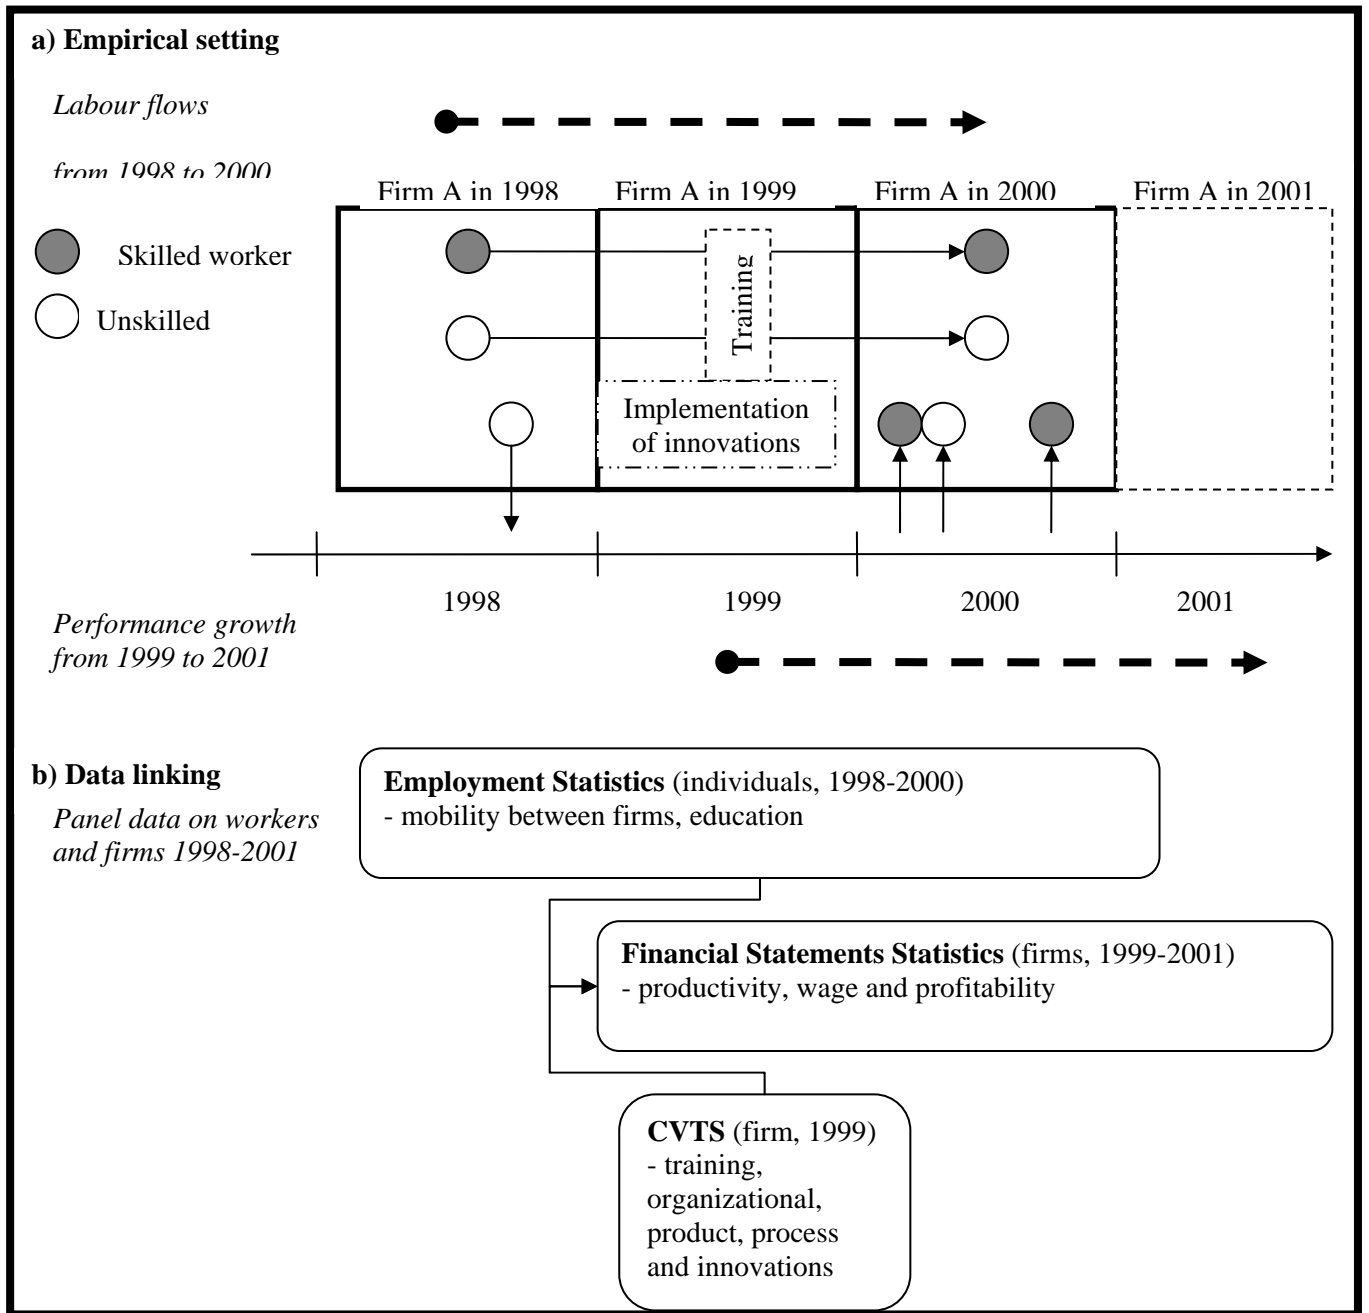 a) Empirical setting
Labour flows
from 1998 to 2000
Firm A in 1998
Firm A in 1999
Firm A in 2000
Firm A in 2001
Skilled worker
Unskilled
Training
Implementation
of innovations
1998
1999
2000
2001
Performance growth
from 1999 to 2001
b) Data linking
Panel data on workers
and firms 1998-2001
Employment Statistics (individuals, 1998-2000)
- mobility between firms, education
Financial Statements Statistics (firms, 1999-2001)
- productivity, wage and profitability
CVTS (firm, 1999)
- training,
organizational,
product, process
and innovations